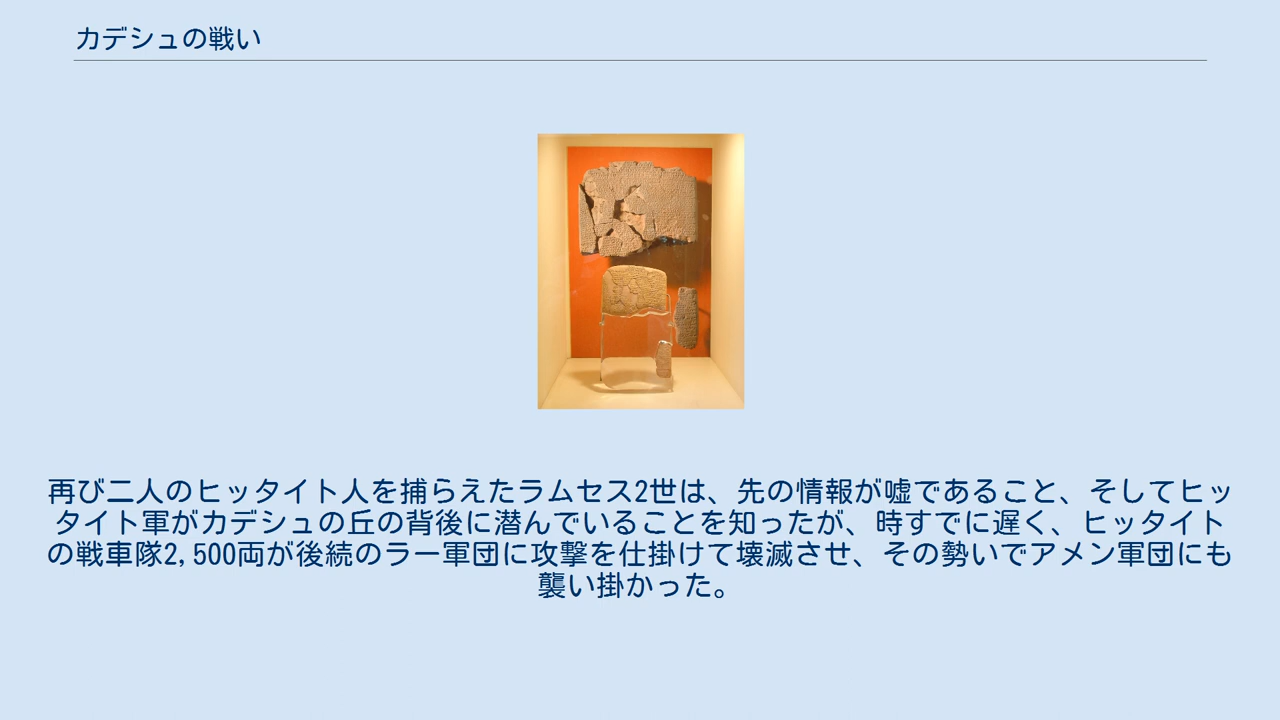 カデシュの戦い
再び二人のヒッタイト人を捕らえたラムセス2世は、先の情報が嘘であること、そしてヒッ
タイト軍がカデシュの丘の背後に潜んでいることを知ったが、時すでに遅く、ヒッタイト
の戦車隊2,500両が後続のラー軍団に攻撃を仕掛けて壊滅させ、その勢いでアメン軍団にも
襲い掛かった。